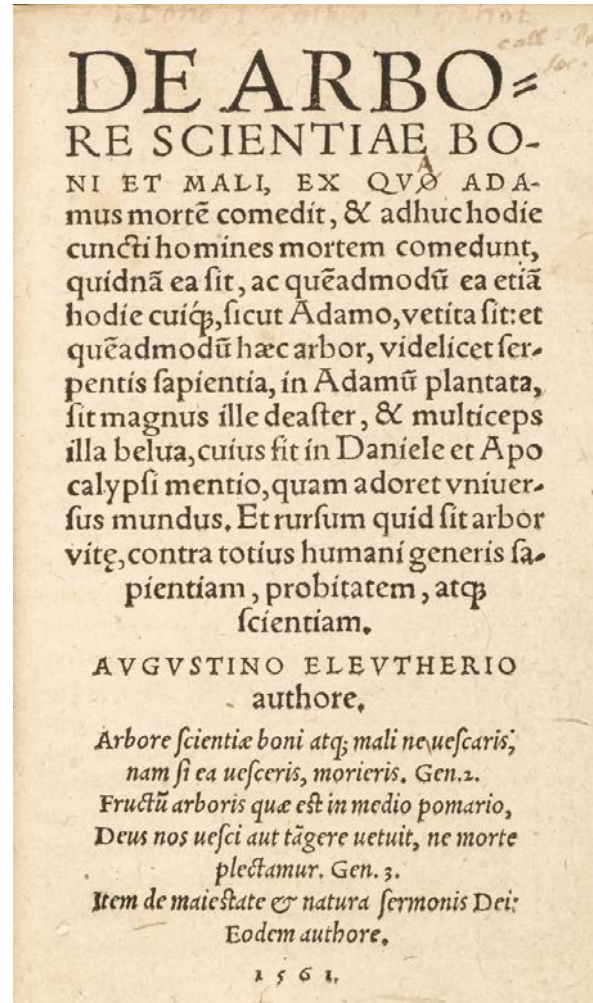 DE ARBO=
RE SCIENTIAE BO-
NI ET MALI, EX QVA ADA-
mus mortē comedit, & adhuc hodie
cuncti homines mortem comedunt,
quidnā ea sit, ac quēadmodū ea etiā
hodie cuiqꝫ, sicut Adamo, vetita sit: et
quēadmodū hæc arbor, videlicet ser-
pentis sapientia, in Adamū plantata,
sit magnus ille deaster, & multiceps
illa belua, cuius fit in Daniele et Apo
calypsi mentio, quam adoret vniuer-
sus mundus. Et rursum quid sit arbor
vitę, contra totius humani generis sa-
pientiam, probitatem, atqꝫ
scientiam.
AVGVSTINO ELEVTHERIO
authore.
Arbore scientiæ boni atq; mali ne uescaris,
nam si ea uesceris, morieris. Gen.2.
Fructū arboris quæ est in medio pomario,
Deus nos uesci aut tāgere uetuit, ne morte
plectamur. Gen. 3.
Item de maiestate & natura sermonis Dei:
Eodem authore.
1561.